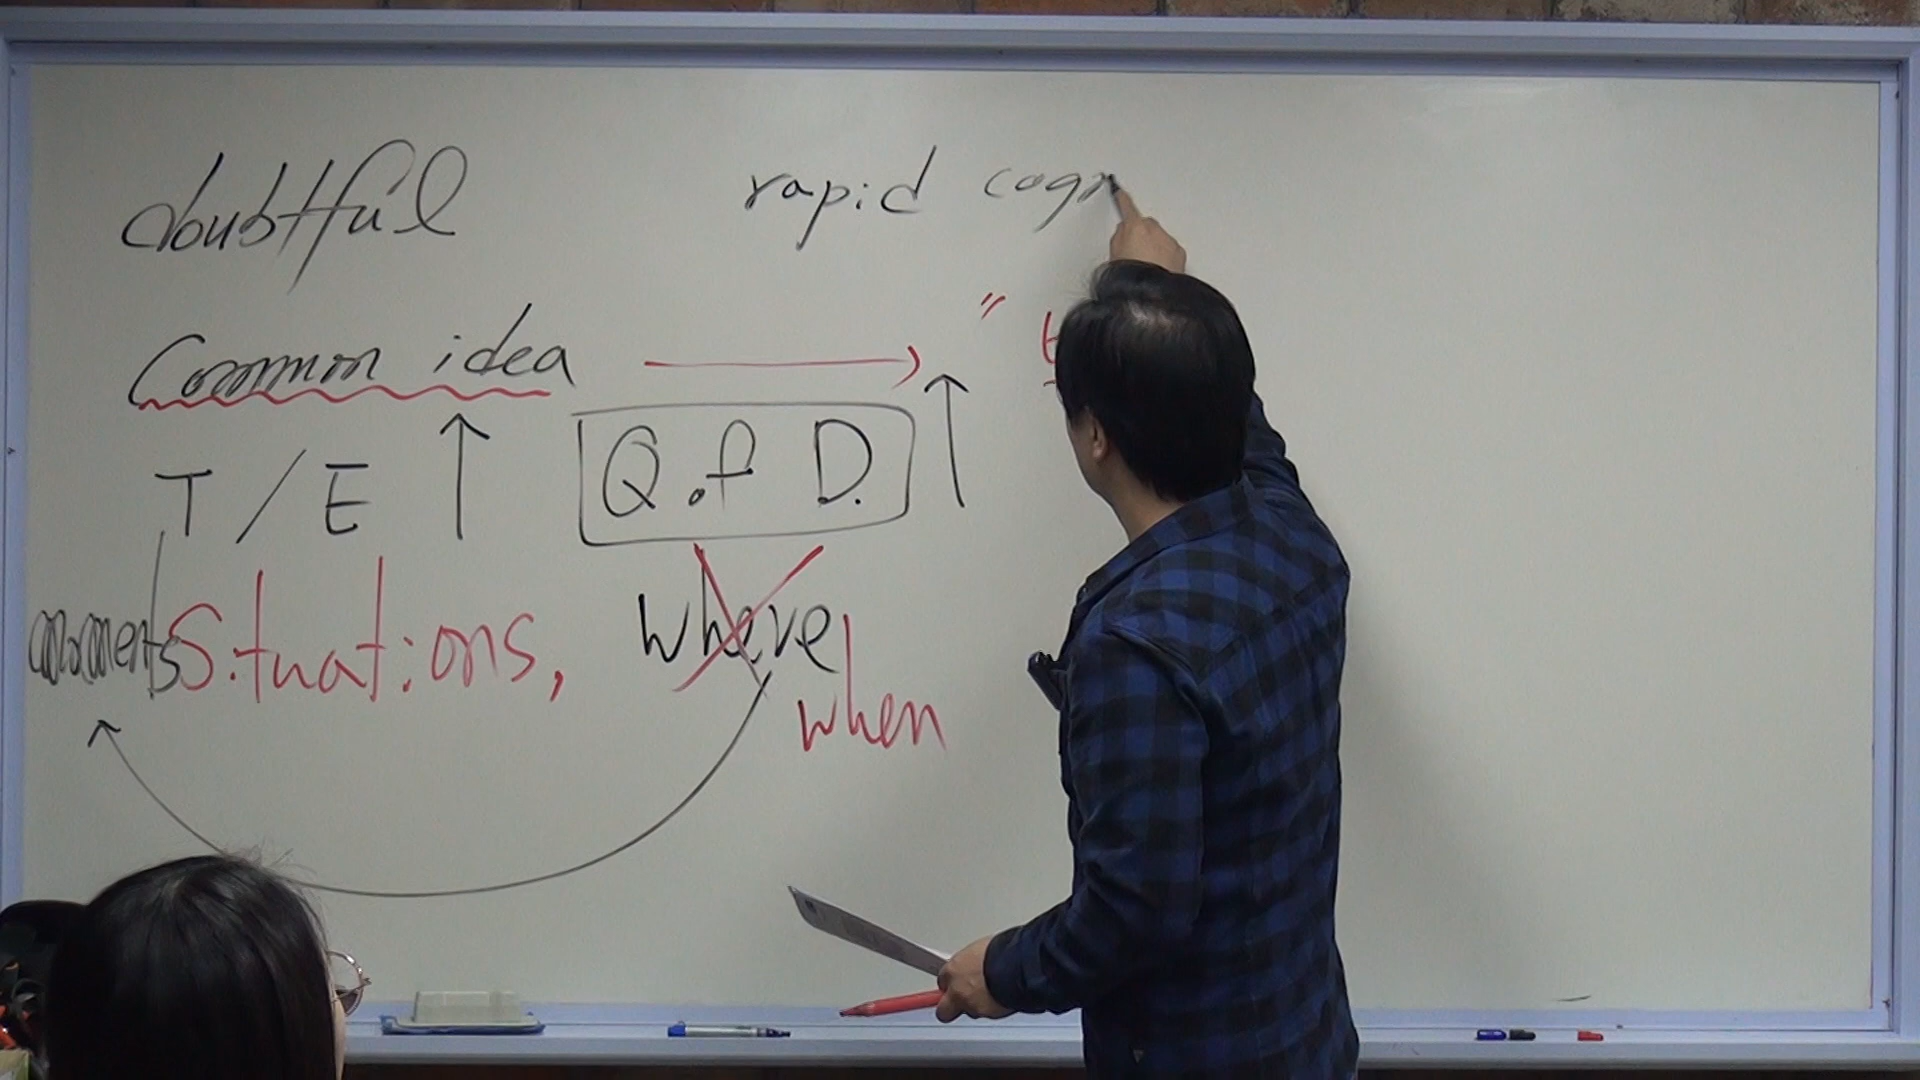 doubtful rapid cogn
Common idea → "
T / E ↑ Q. of D. ↑
moments Situations, where
when